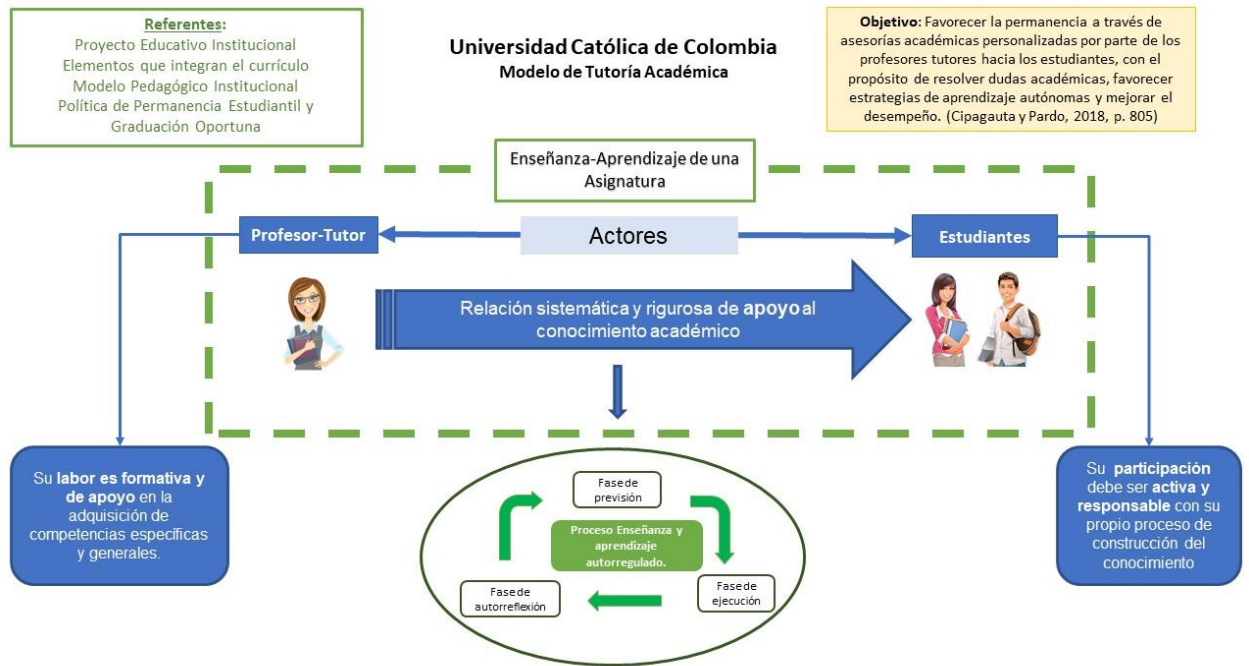 Referentes:
Proyecto Educativo Institucional
Elementos que integran el currículo
Modelo Pedagógico Institucional
Política de Permanencia Estudiantil y
Graduación Oportuna
Universidad Católica de Colombia
Modelo de Tutoría Académica
Objetivo: Favorecer la permanencia a través de
asesorías académicas personalizadas por parte de los
profesores tutores hacia los estudiantes, con el
propósito de resolver dudas académicas, favorecer
estrategias de aprendizaje autónomas y mejorar el
desempeño. (Cipagauta y Pardo, 2018, p. 805)
Enseñanza-Aprendizaje de una
Asignatura
Profesor-Tutor
Actores
Estudiantes
Relación sistemática y rigurosa de apoyo al
conocimiento académico
Su labor es formativa y
de apoyo en la
adquisición de
competencias específicas
y generales.
Fase de
previsión
Proceso Enseñanza y
aprendizaje
autorregulado.
Fase de
autorreflexión
Fase de
ejecución
Su participación
debe ser activa y
responsable con su
propio proceso de
construcción del
conocimiento